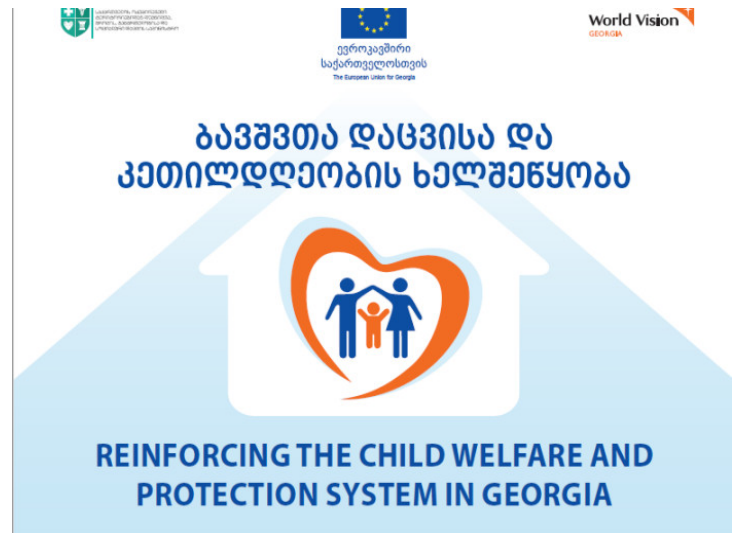 World Vision
GEORGIA
ევროკავშირი
საქართველოსთვის
The European Union for Georgia
ბავშვთა დაცვისა და
კეთილდღეობის ხელშეწყობა
REINFORCING THE CHILD WELFARE AND
PROTECTION SYSTEM IN GEORGIA